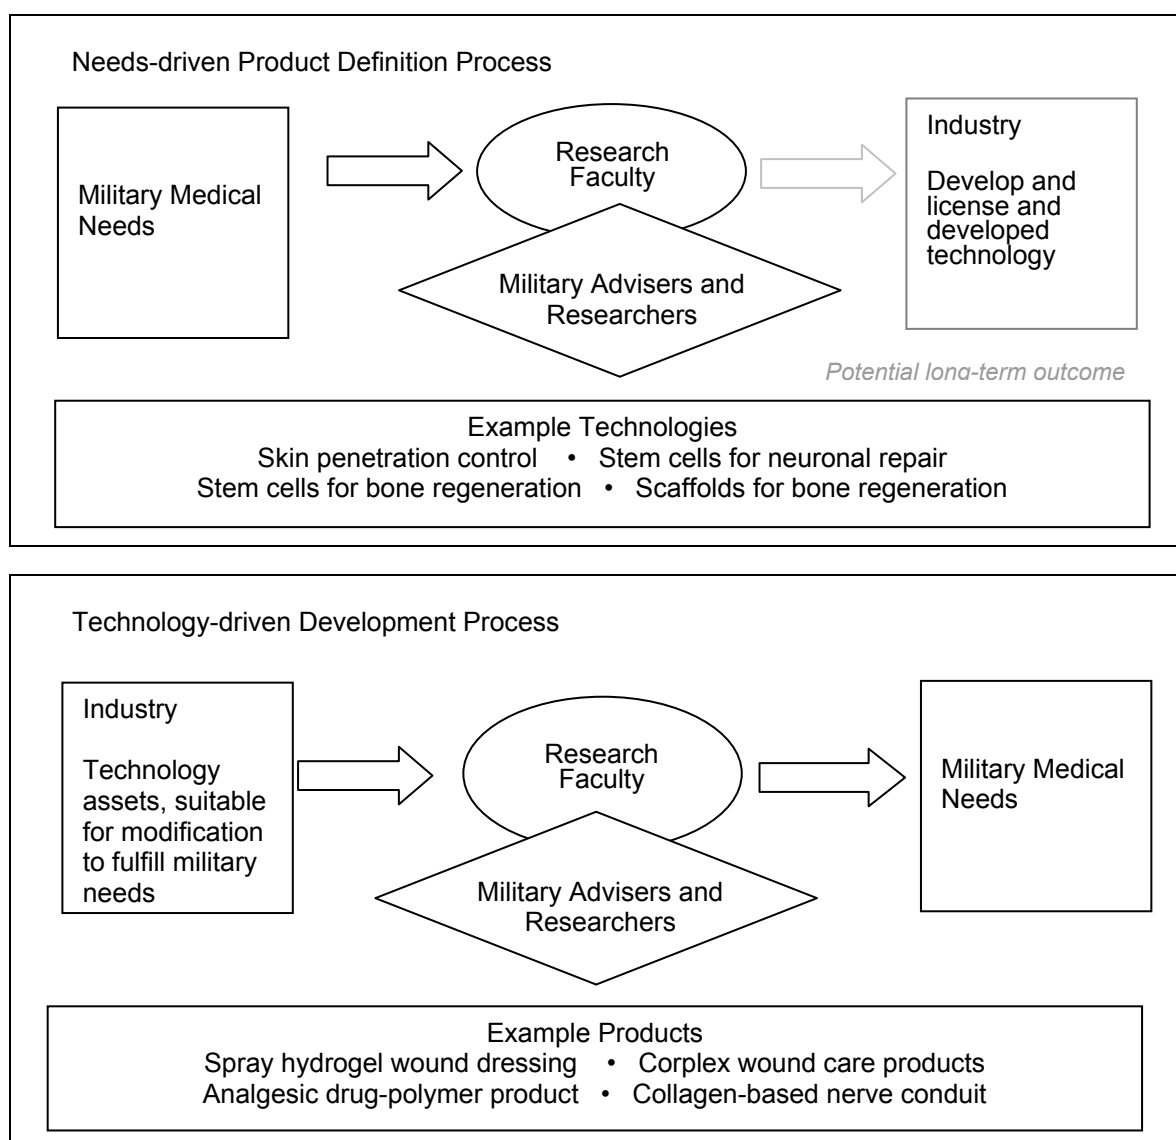 Needs-driven Product Definition Process
Military Medical
Needs
Research
Faculty
Military Advisers and
Researchers
Industry
Develop and
license and
developed
technology
Potential long-term outcome
Example Technologies
Skin penetration control • Stem cells for neuronal repair
Stem cells for bone regeneration • Scaffolds for bone regeneration
Technology-driven Development Process
Industry
Technology
assets, suitable
for modification
to fulfill military
needs
Research
Faculty
Military Advisers and
Researchers
Military Medical
Needs
Example Products
Spray hydrogel wound dressing • Corplex wound care products
Analgesic drug-polymer product • Collagen-based nerve conduit